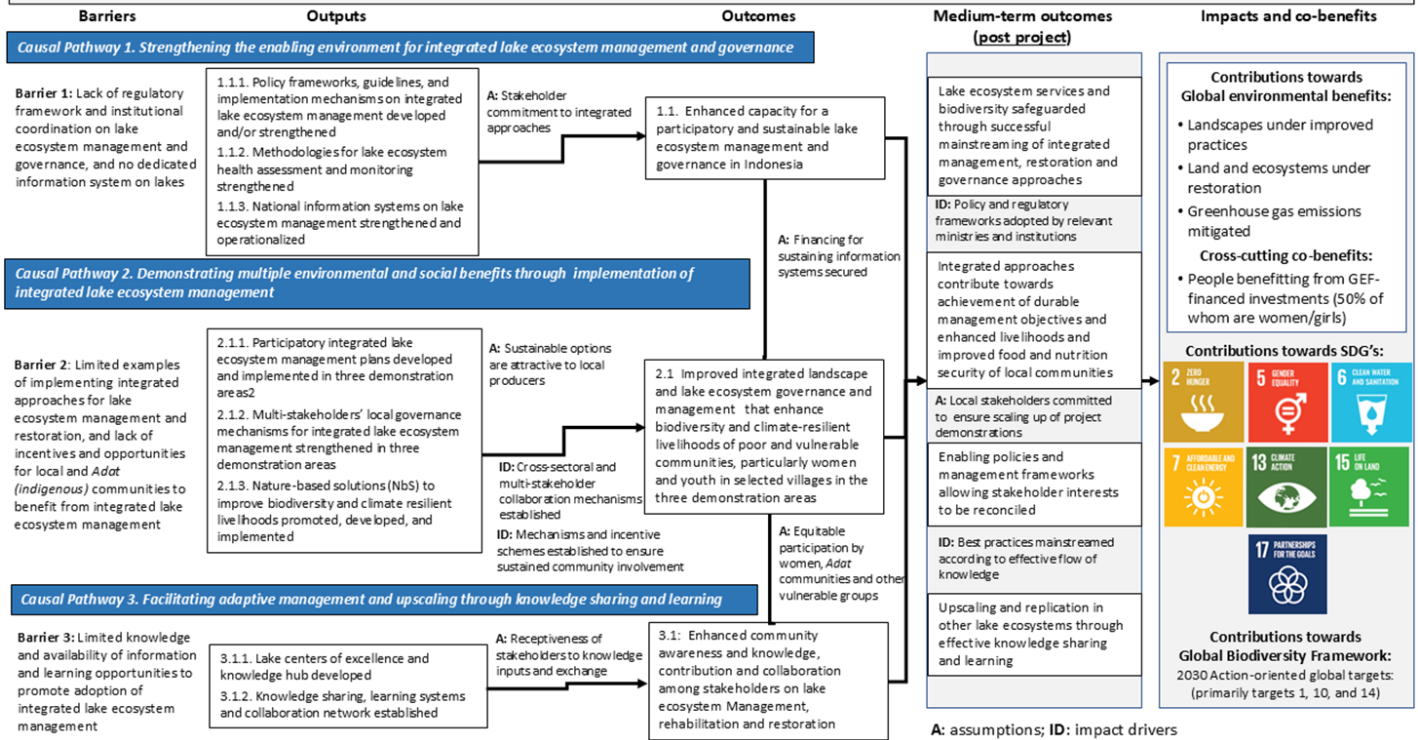 Barriers
Outputs
Outcomes
Medium-term outcomes
(post project)
Impacts and co-benefits
Causal Pathway 1. Strengthening the enabling environment for integrated lake ecosystem management and governance
Barrier 1: Lack of regulatory
framework and institutional
coordination on lake
ecosystem management and
governance, and no dedicated
information system on lakes
1.1.1. Policy frameworks, guidelines, and
implementation mechanisms on integrated
lake ecosystem management developed
and/or strengthened
1.1.2. Methodologies for lake ecosystem
health assessment and monitoring
strengthened
1.1.3. National information systems on lake
ecosystem management strengthened and
operationalized
A: Stakeholder
commitment to integrated
approaches
1.1. Enhanced capacity for a
participatory and sustainable lake
ecosystem management and
governance in Indonesia
A: Financing for
sustaining information
systems secured
Causal Pathway 2. Demonstrating multiple environmental and social benefits through implementation of
integrated lake ecosystem management
Barrier 2: Limited examples
of implementing integrated
approaches for lake
ecosystem management and
restoration, and lack of
incentives and opportunities
for local and Adat
(indigenous) communities to
benefit from integrated lake
ecosystem management
2.1.1. Participatory integrated lake
ecosystem management plans developed
and implemented in three demonstration
areas2
2.1.2. Multi-stakeholders' local governance
mechanisms for integrated lake ecosystem
management strengthened in three
demonstration areas
2.1.3. Nature-based solutions (NbS) to
improve biodiversity and climate resilient
livelihoods promoted, developed, and
implemented
A: Sustainable options
are attractive to local
producers
ID: Cross-sectoral and
multi-stakeholder
collaboration mechanisms
established
ID: Mechanisms and incentive
schemes established to ensure
sustained community involvement
2.1 Improved integrated landscape
and lake ecosystem governance and
management that enhance
biodiversity and climate-resilient
livelihoods of poor and vulnerable
communities, particularly women
and youth in selected villages in the
three demonstration areas
A: Equitable
participation by
women, Adat
communities and other
vulnerable groups
Causal Pathway 3. Facilitating adaptive management and upscaling through knowledge sharing and learning
Barrier 3: Limited knowledge
and availability of information
and learning opportunities to
promote adoption of
integrated lake ecosystem
management
3.1.1. Lake centers of excellence and
knowledge hub developed
3.1.2. Knowledge sharing, learning systems
and collaboration network established
A: Receptiveness of
stakeholders to knowledge
inputs and exchange
3.1: Enhanced community
awareness and knowledge,
contribution and collaboration
among stakeholders on lake
ecosystem Management,
rehabilitation and restoration
Lake ecosystem services and
biodiversity safeguarded
through successful
mainstreaming of integrated
management, restoration and
governance approaches
ID: Policy and regulatory
frameworks adopted by relevant
ministries and institutions
Integrated approaches
contribute towards
achievement of durable
management objectives and
enhanced livelihoods and
improved food and nutrition
security of local communities
A: Local stakeholders committed
to ensure scaling up of project
demonstrations
Enabling policies and
management frameworks
allowing stakeholder interests
to be reconciled
ID: Best practices mainstreamed
according to effective flow of
knowledge
Upscaling and replication in
other lake ecosystems through
effective knowledge sharing
and learning
A: assumptions; ID: impact drivers
Contributions towards
Global environmental benefits:
• Landscapes under improved
practices
• Land and ecosystems under
restoration
• Greenhouse gas emissions
mitigated
Cross-cutting co-benefits:
• People benefitting from GEF-
financed investments (50% of
whom are women/girls)
Contributions towards SDG's:
2 ZERO
HUNGER
5 GENDER
EQUALITY
6 CLEAN WATER
AND SANITATION
7 AFFORDABLE AND
CLEAN ENERGY
13 CLIMATE
ACTION
15 LIFE
ON LAND
17 PARTNERSHIPS
FOR THE GOALS
Contributions towards
Global Biodiversity Framework:
2030 Action-oriented global targets:
(primarily targets 1, 10, and 14)